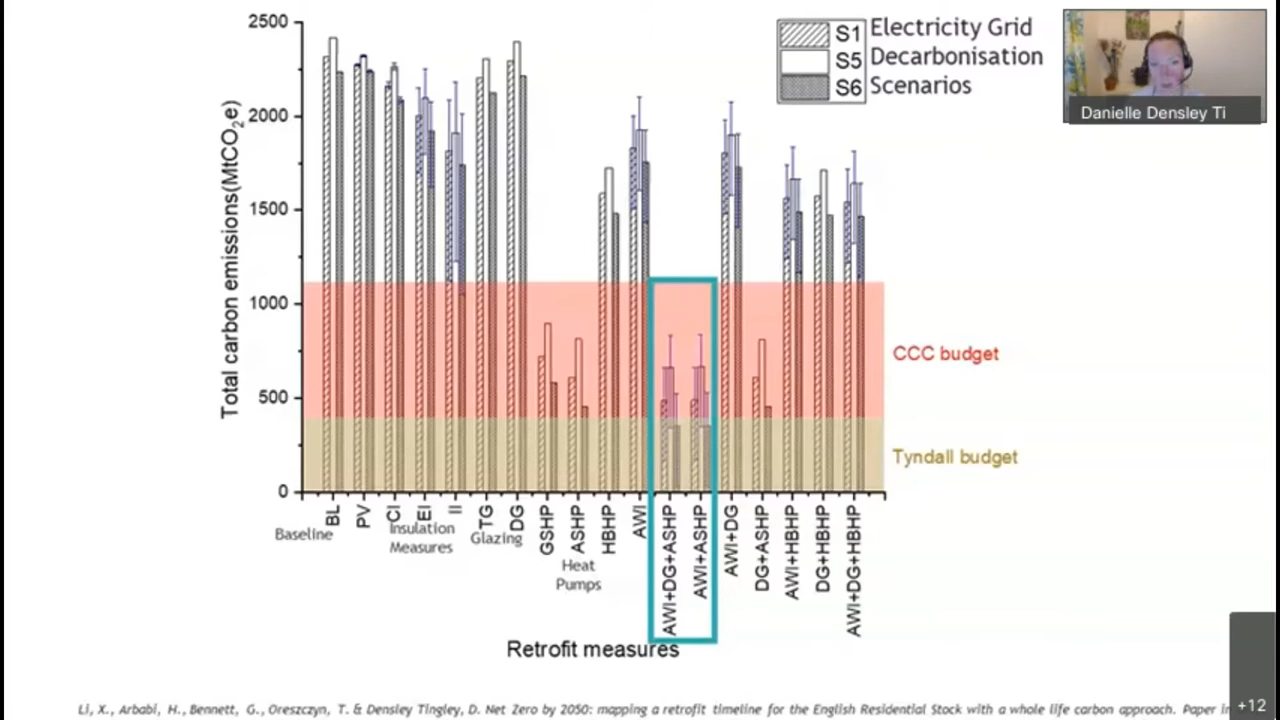 2500
2000
1500
1000
500
0
Total carbon emissions(MtCO2e)
S1 Electricity Grid
S5 Decarbonisation
S6 Scenarios
Danielle Densley Ti
CCC budget
Tyndall budget
BL
PV
CI
EI
II
TG
DG
GSHP
ASHP
HBHP
AWI
AWI+DG+ASHP
AWI+ASHP
AWI+DG
DG+ASHP
AWI+HBHP
DG+HBHP
AWI+DG+HBHP
Baseline
Insulation
Measures
Glazing
Heat
Pumps
Retrofit measures
Li, X., Arbabi, H., Bennett, G., Oreszczyn, T. & Densley Tingley, D. Net Zero by 2050: mapping a retrofit timeline for the English Residential Stock with a whole life carbon approach. Paper in
+12